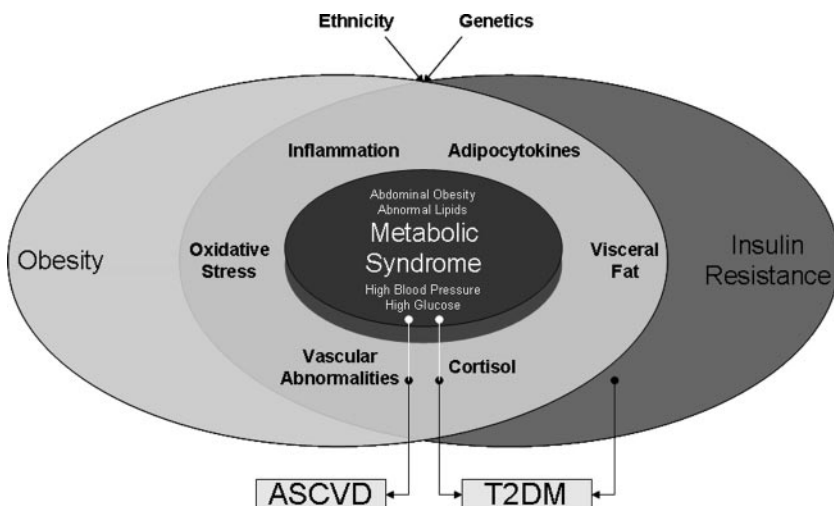 Ethnicity Genetics
Inflammation Adipocytokines
Abdominal Obesity
Abnormal Lipids
Metabolic
Syndrome
High Blood Pressure
High Glucose
Obesity
Oxidative
Stress
Visceral
Fat
Insulin
Resistance
Vascular
Abnormalities
Cortisol
ASCVD T2DM